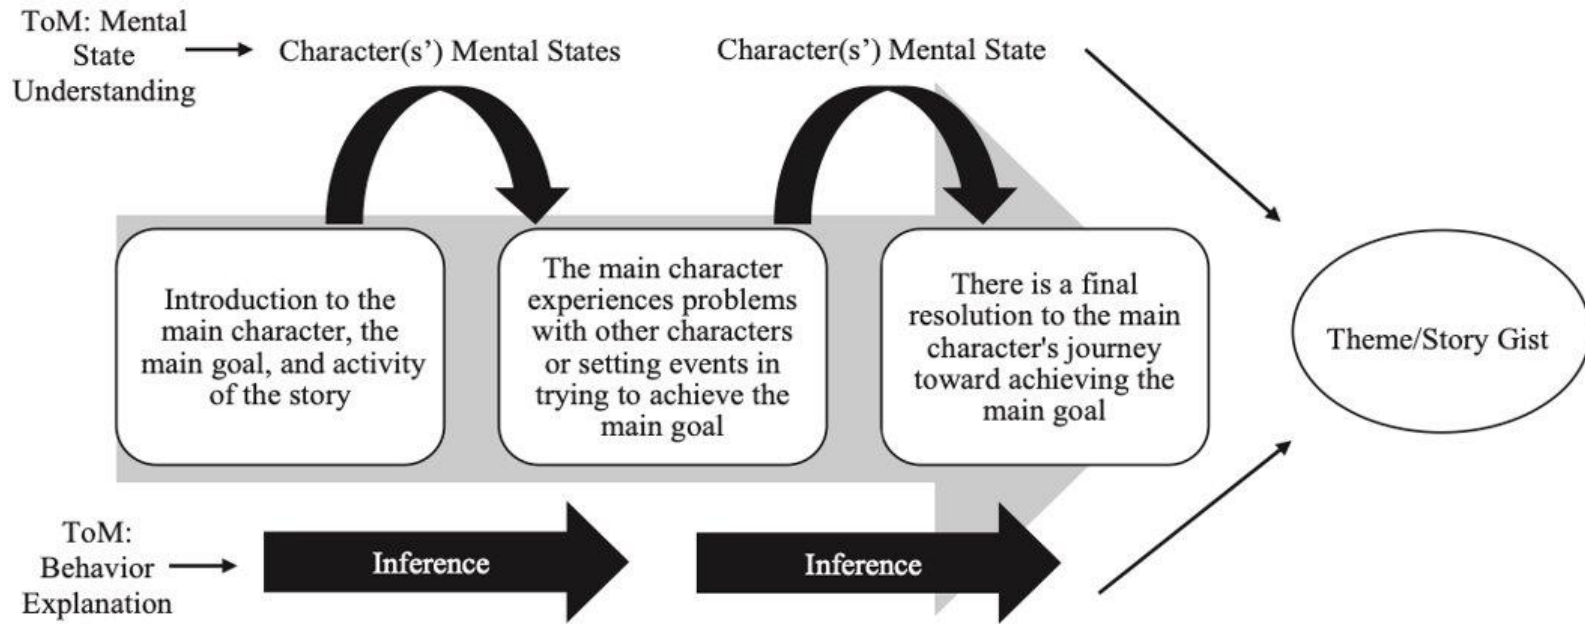 ToM: Mental
State
Understanding
Character(s’) Mental States
Character(s’) Mental State
Introduction to the
main character, the
main goal, and activity
of the story
The main character
experiences problems
with other characters
or setting events in
trying to achieve the
main goal
There is a final
resolution to the main
character's journey
toward achieving the
main goal
Theme/Story Gist
ToM:
Behavior
Explanation
Inference
Inference